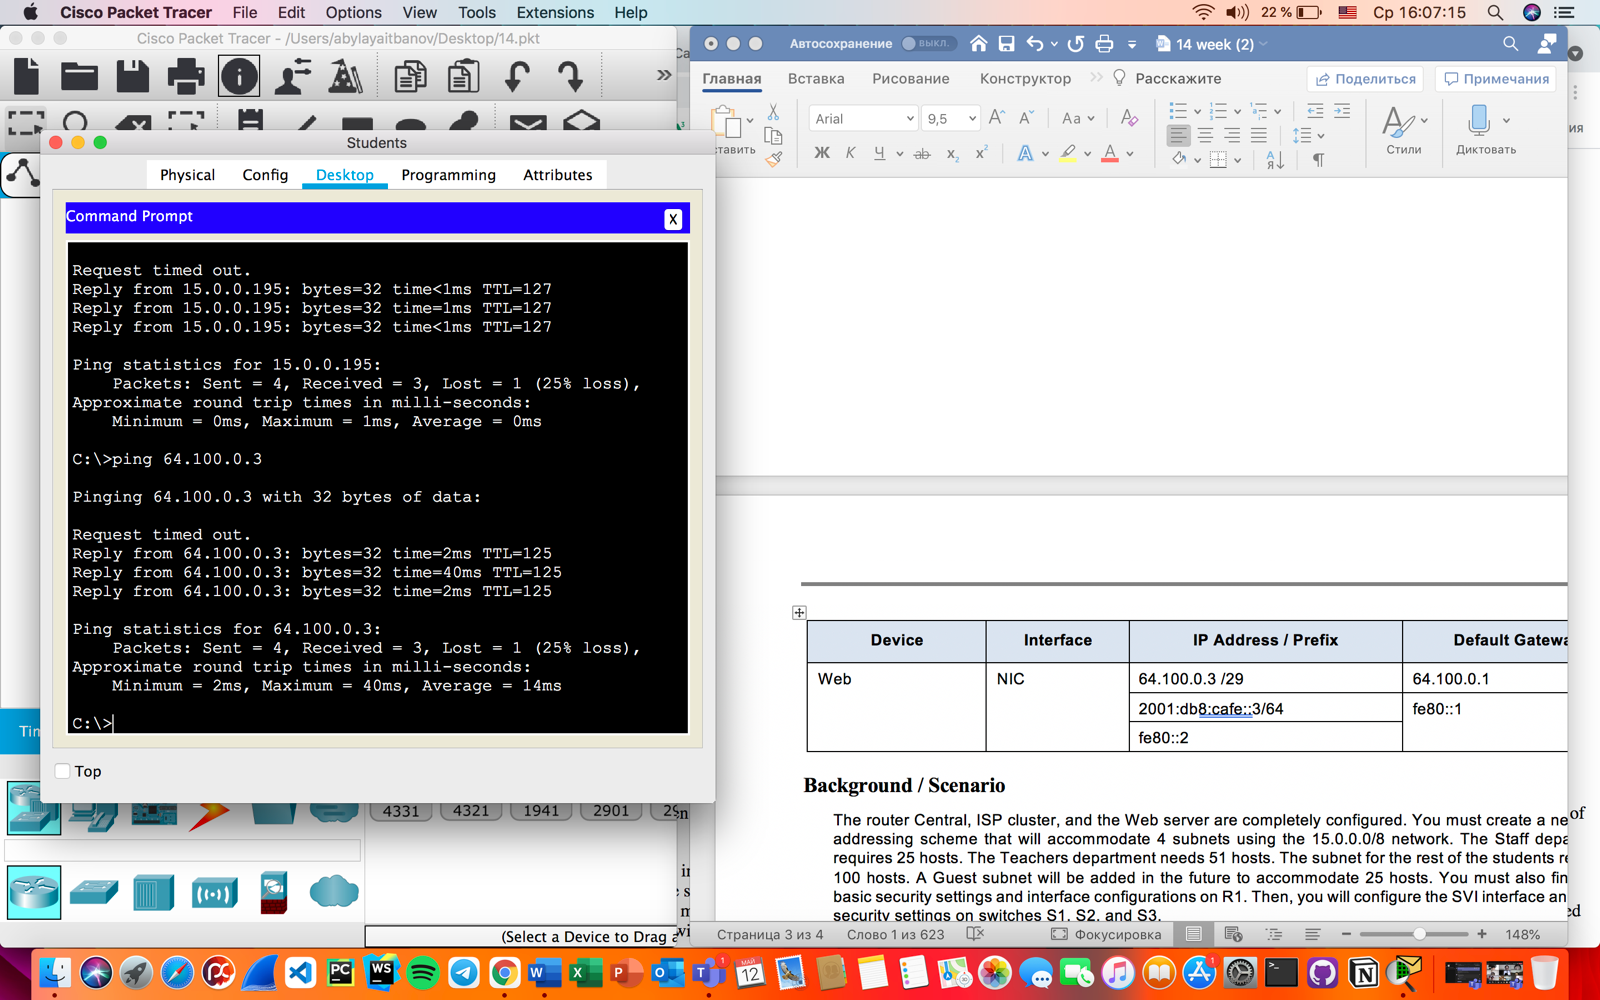 Cisco Packet Tracer File Edit Options View Tools Extensions Help
22 % Ср 16:07:15
Cisco Packet Tracer - /Users/abylayaitbanov/Desktop/14.pkt
Students
Physical Config Desktop Programming Attributes
Command Prompt
X
Request timed out.
Reply from 15.0.0.195: bytes=32 time<1ms TTL=127
Reply from 15.0.0.195: bytes=32 time=1ms TTL=127
Reply from 15.0.0.195: bytes=32 time<1ms TTL=127
Ping statistics for 15.0.0.195:
Packets: Sent = 4, Received = 3, Lost = 1 (25% loss),
Approximate round trip times in milli-seconds:
Minimum = 0ms, Maximum = 1ms, Average = 0ms
C:\>ping 64.100.0.3
Pinging 64.100.0.3 with 32 bytes of data:
Request timed out.
Reply from 64.100.0.3: bytes=32 time=2ms TTL=125
Reply from 64.100.0.3: bytes=32 time=40ms TTL=125
Reply from 64.100.0.3: bytes=32 time=2ms TTL=125
Ping statistics for 64.100.0.3:
Packets: Sent = 4, Received = 3, Lost = 1 (25% loss),
Approximate round trip times in milli-seconds:
Minimum = 2ms, Maximum = 40ms, Average = 14ms
C:\>
Top
4331 4321 1941 2901
(Select a Device to Drag
Автосохранение ВЫКЛ. 14 week (2)
Главная Вставка Рисование Конструктор Расскажите Поделиться Примечания
Arial 9,5
ставить Стили Диктовать
Device Interface IP Address / Prefix Default Gatewa
Web NIC 64.100.0.3 /29 64.100.0.1
2001:db8:cafe::3/64 fe80::1
fe80::2
Background / Scenario
The router Central, ISP cluster, and the Web server are completely configured. You must create a ne
addressing scheme that will accommodate 4 subnets using the 15.0.0.0/8 network. The Staff depa
requires 25 hosts. The Teachers department needs 51 hosts. The subnet for the rest of the students re
100 hosts. A Guest subnet will be added in the future to accommodate 25 hosts. You must also fin
basic security settings and interface configurations on R1. Then, you will configure the SVI interface an
security settings on switches S1, S2, and S3.
of
Страница 3 из 4 Слово 1 из 623 Фокусировка 148%
МАЙ
12